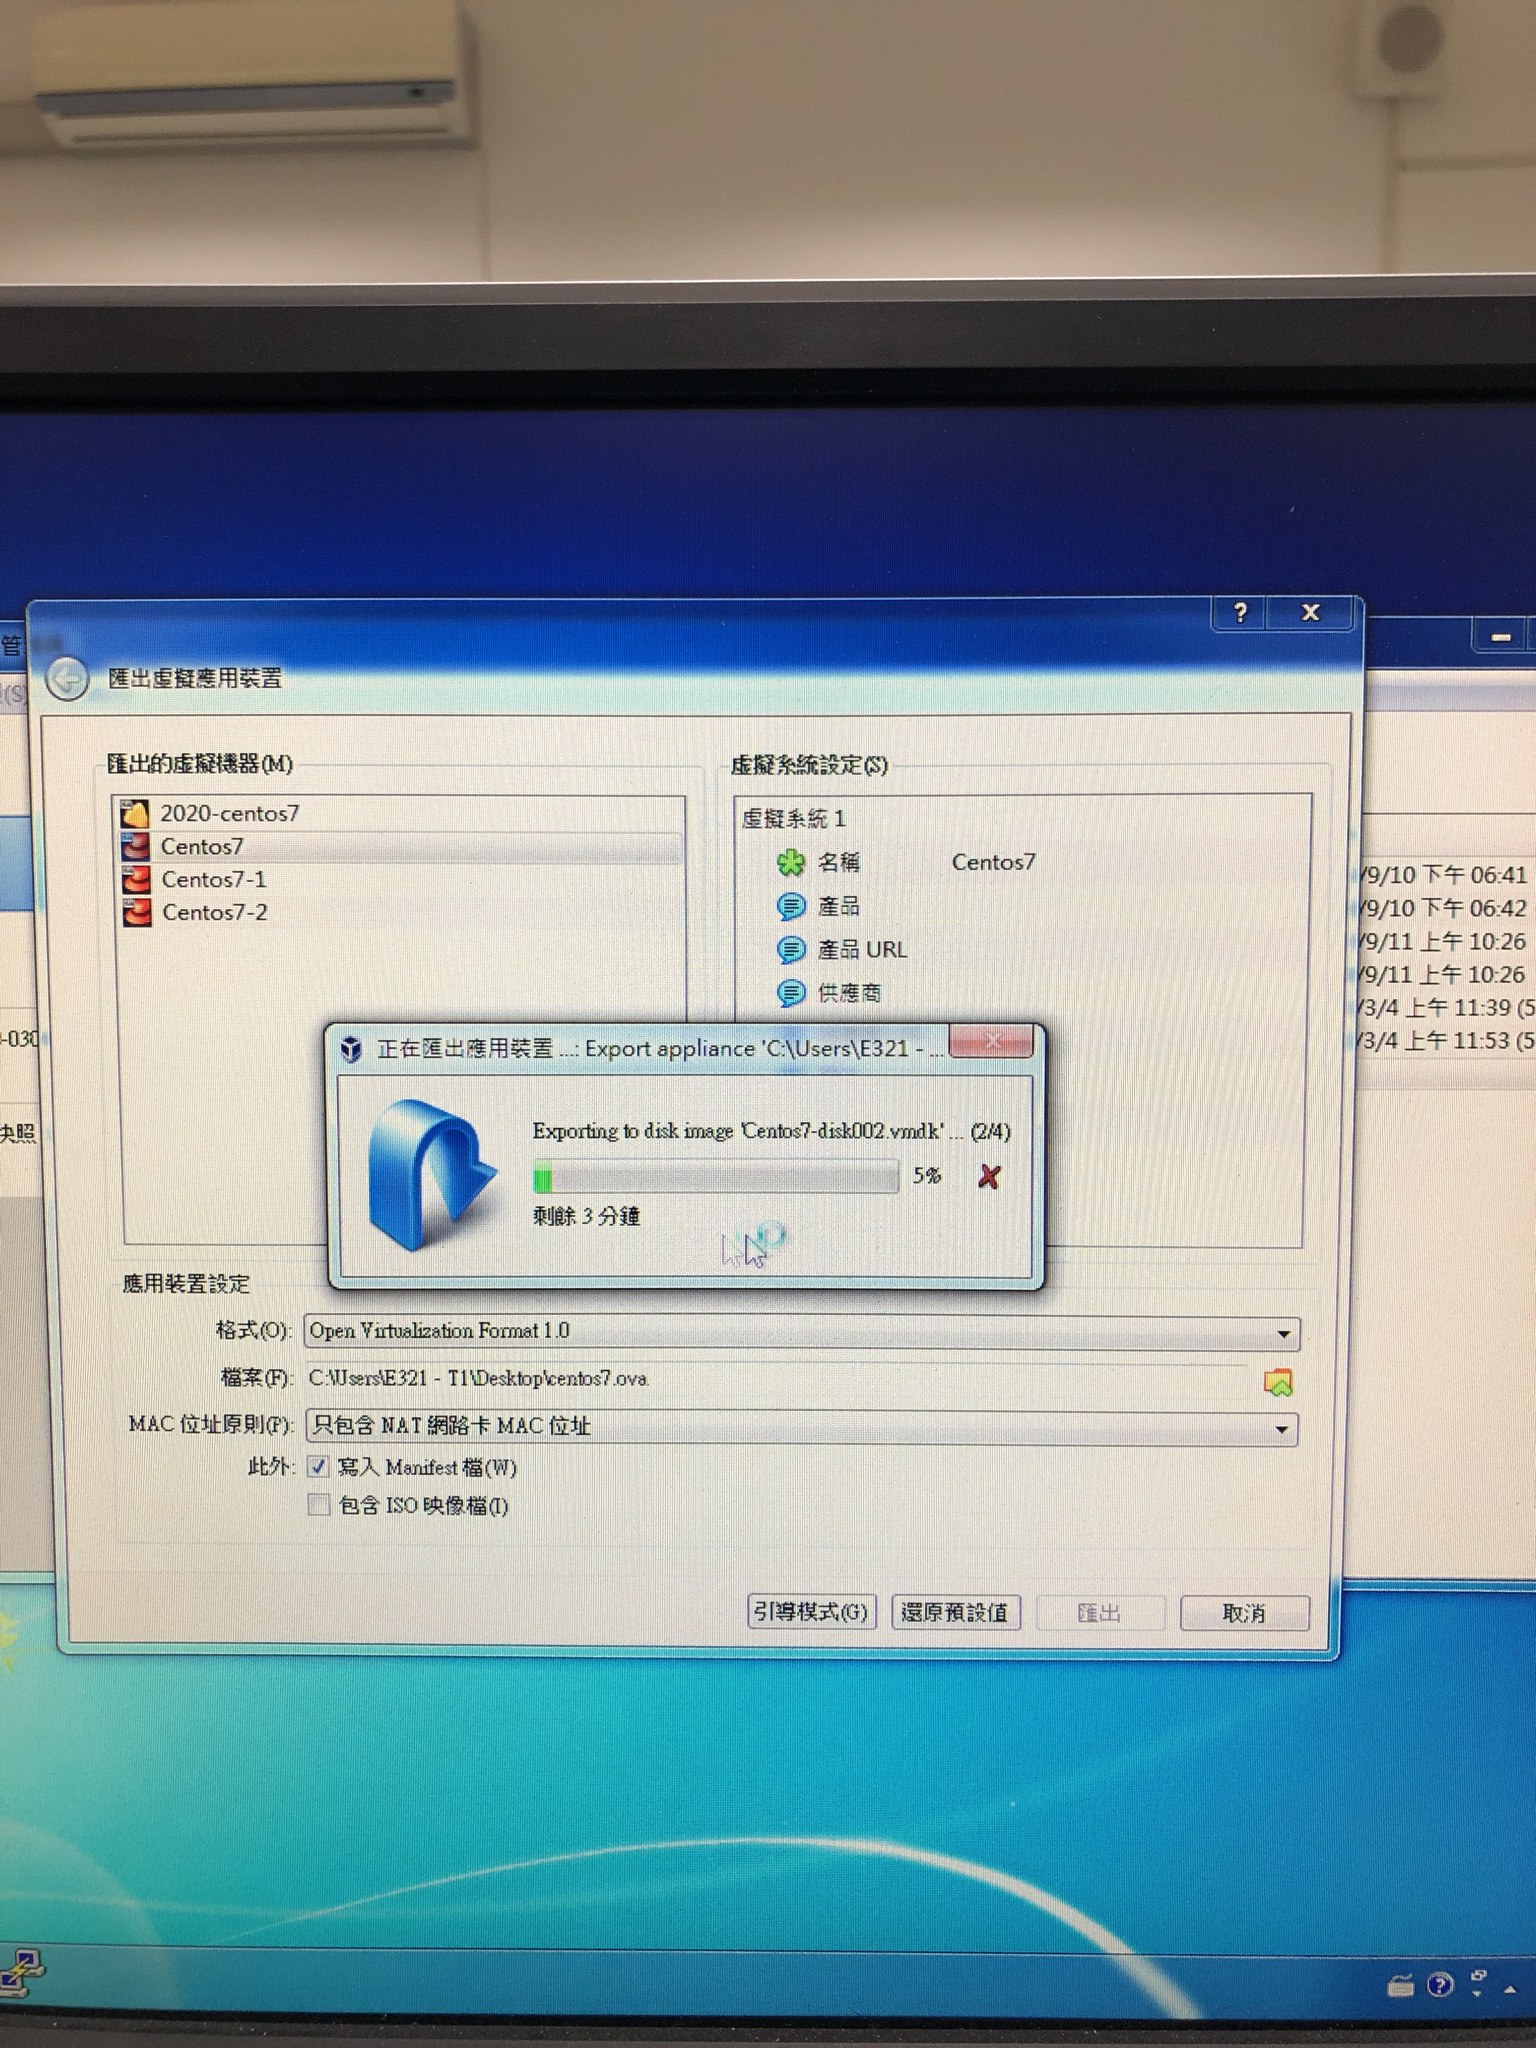 ?
X
管
(S)
匯出虛擬應用裝置
匯出的虛擬機器(M)
2020-centos7
Centos7
Centos7-1
Centos7-2
虛擬系統設定(S)
虛擬系統 1
名稱 Centos7
產品
產品 URL
供應商
/9/10 下午 06:41
/9/10 下午 06:42
/9/11 上午 10:26
/9/11 上午 10:26
/3/4 上午 11:39 (5
/3/4 上午 11:53 (5
-030
快照
正在匯出應用裝置 ...: Export appliance 'C:\Users\E321 - ...
Exporting to disk image 'Centos7-disk002.vmdk' ... (2/4)
5%
剩餘 3 分鐘
應用裝置設定
格式(O): Open Virtualization Format 1.0
檔案(F): C:\Users\E321 - T1\Desktop\centos7.ova
MAC 位址原則(P): 只包含 NAT 網路卡 MAC 位址
此外: 寫入 Manifest 檔(W)
包含 ISO 映像檔(I)
引導模式(G)
還原預設值
匯出
取消